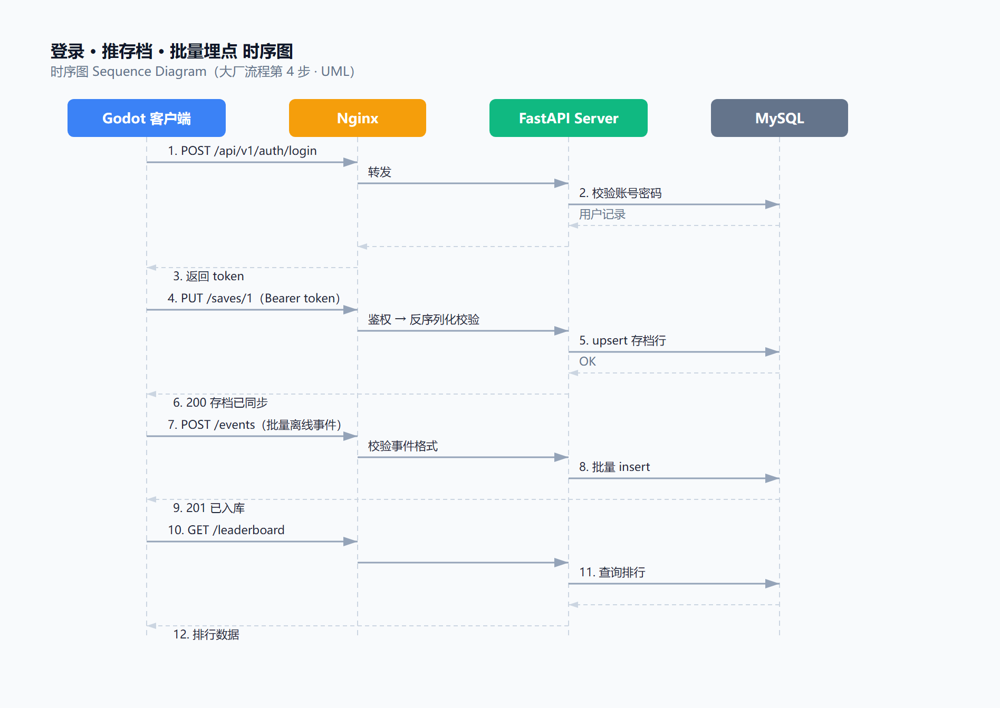 登录 · 推存档 · 批量埋点 时序图
时序图 Sequence Diagram（大厂流程第 4 步 · UML）
Godot 客户端
Nginx
FastAPI Server
MySQL
1. POST /api/v1/auth/login
转发
2. 校验账号密码
用户记录
3. 返回 token
4. PUT /saves/1（Bearer token）
鉴权 → 反序列化校验
5. upsert 存档行
OK
6. 200 存档已同步
7. POST /events（批量离线事件）
校验事件格式
8. 批量 insert
9. 201 已入库
10. GET /leaderboard
11. 查询排行
12. 排行数据